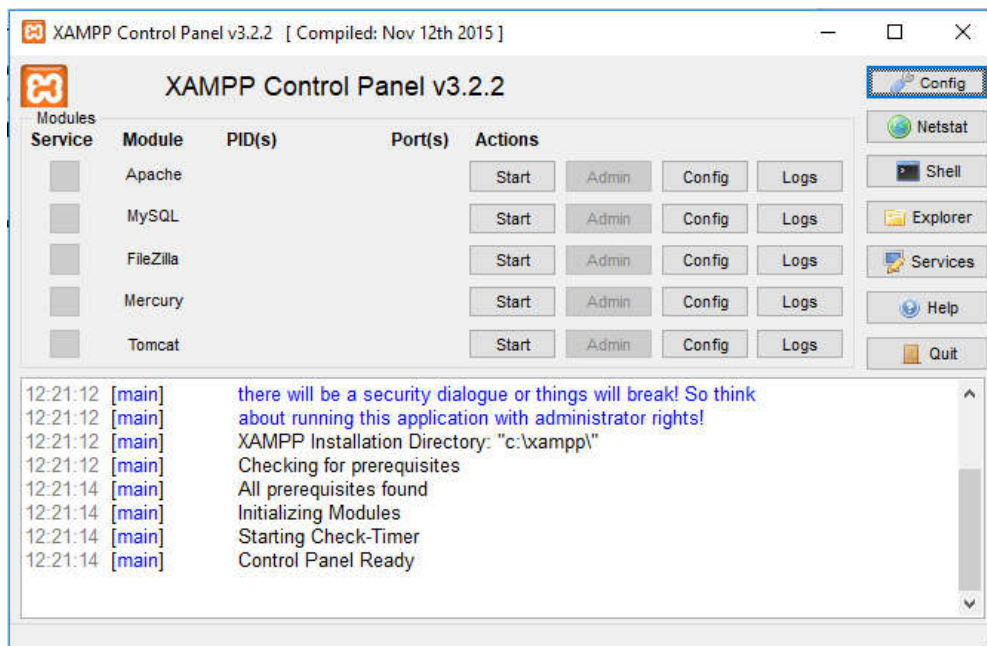 XAMPP Control Panel v3.2.2 [ Compiled: Nov 12th 2015 ]
XAMPP Control Panel v3.2.2
Config
Modules
Service Module PID(s) Port(s) Actions
Netstat
Apache Start Admin Config Logs
Shell
MySQL Start Admin Config Logs
Explorer
FileZilla Start Admin Config Logs
Services
Mercury Start Admin Config Logs
Help
Tomcat Start Admin Config Logs
Quit
12:21:12 [main] there will be a security dialogue or things will break! So think
12:21:12 [main] about running this application with administrator rights!
12:21:12 [main] XAMPP Installation Directory: "c:\xampp\"
12:21:12 [main] Checking for prerequisites
12:21:14 [main] All prerequisites found
12:21:14 [main] Initializing Modules
12:21:14 [main] Starting Check-Timer
12:21:14 [main] Control Panel Ready